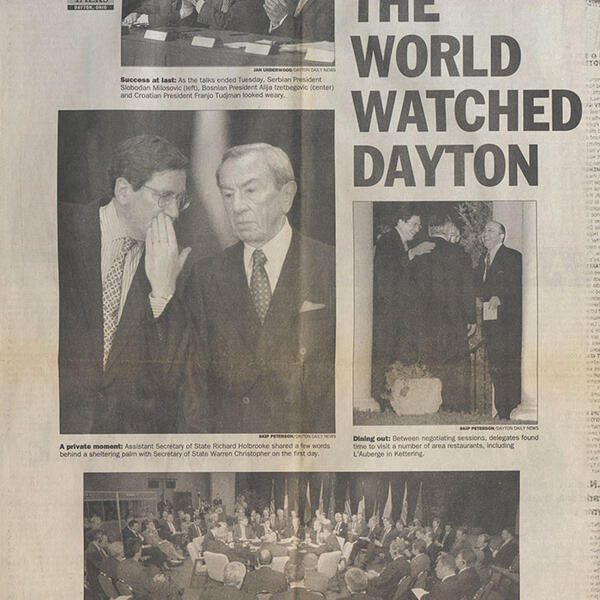 DAYTON, OHIO
JAN UNDERWOOD/DAYTON DAILY NEWS
Success at last: As the talks ended Tuesday, Serbian President
Slobodan Milosevic (left), Bosnian President Alija Izetbegovic (center)
and Croatian President Franjo Tudjman looked weary.
THE
WORLD
WATCHED
DAYTON
SKIP PETERSON/DAYTON DAILY NEWS
A private moment: Assistant Secretary of State Richard Holbrooke shared a few words
behind a sheltering palm with Secretary of State Warren Christopher on the first day.
SKIP PETERSON/DAYTON DAILY NEWS
Dining out: Between negotiating sessions, delegates found
time to visit a number of area restaurants, including
L'Auberge in Kettering.